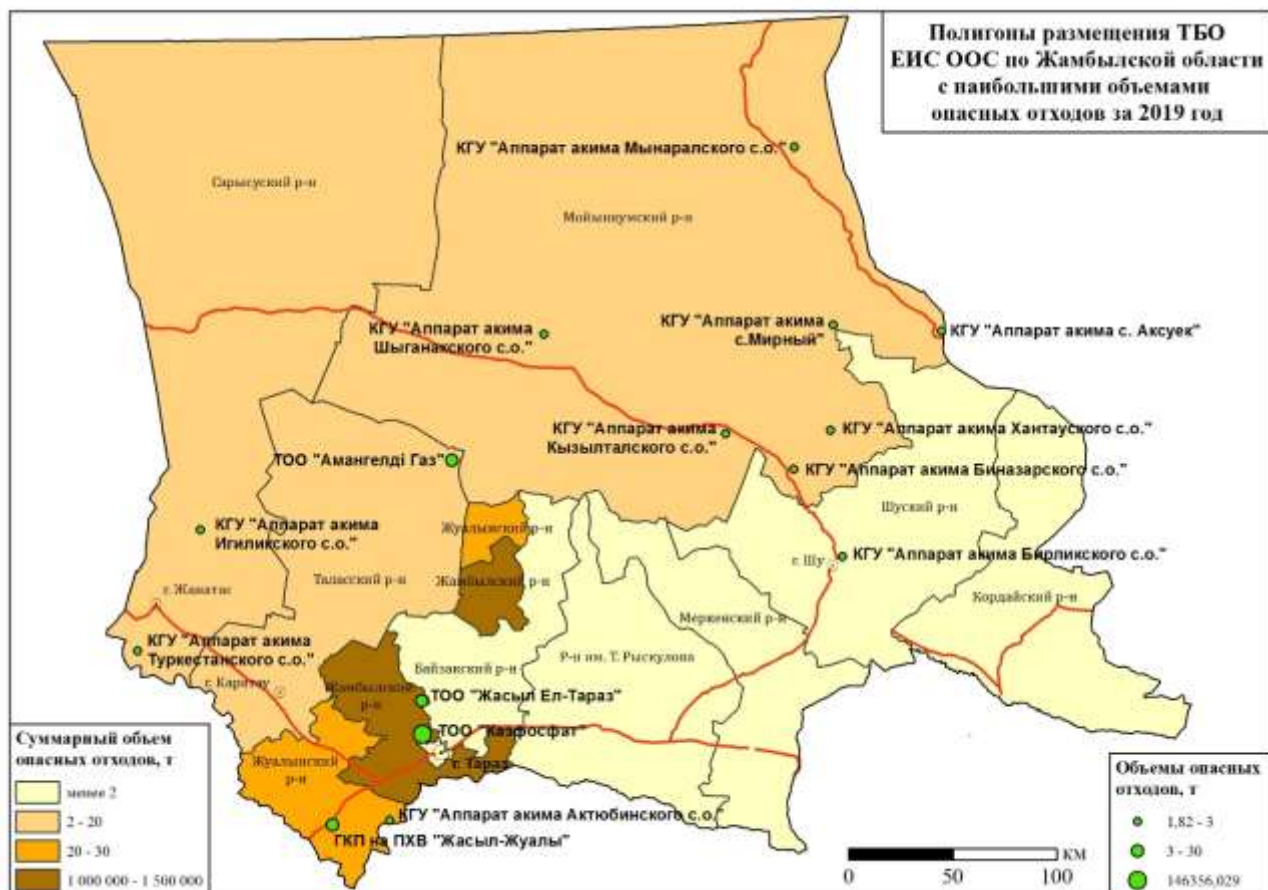 Полигоны размещения ТБО
ЕИС ООС по Жамбылской области
с наибольшими объемами
опасных отходов за 2019 год
КГУ "Аппарат акима Мынаралского с.о."
Сарысуский р-н
Мойынкумский р-н
КГУ "Аппарат акима
Шыганакского с.о."
КГУ "Аппарат акима
с.Мирный"
КГУ "Аппарат акима с. Аксуек"
КГУ "Аппарат акима
Кызылталского с.о."
КГУ "Аппарат акима Хантауского с.о."
ТОО "Амангелді Газ"
КГУ "Аппарат акима Биназарского с.о."
Шуский р-н
КГУ "Аппарат акима
Игиликского с.о."
Жуалынский р-н
г. Шу
КГУ "Аппарат акима Бирликского с.о."
Таласский р-н
Жамбылский р-н
г. Жанатас
Кордайский р-н
Меркенский р-н
КГУ "Аппарат акима
Туркестанского с.о."
Байзакский р-н
Р-н им. Т. Рыскулова
г. Каратау
Жамбылский
р-н
ТОО "Жасыл Ел-Тараз"
ТОО "Казфосфат"
г. Тараз
Жуалынский
р-н
КГУ "Аппарат акима Актюбинского с.о."
ГКП на ПХВ "Жасыл-Жуалы"
Суммарный объем
опасных отходов, т
менее 2
2 - 20
20 - 30
1 000 000 - 1 500 000
КМ
0 50 100
Объемы опасных
отходов, т
1,82 - 3
3 - 30
146356,029